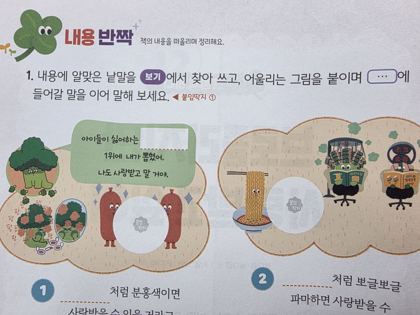 내용 반짝
책의 내용을 떠올리며 정리해요.
1. 내용에 알맞은 낱말을 보기 에서 찾아 쓰고, 어울리는 그림을 붙이며 ... 에
들어갈 말을 이어 말해 보세요. ◀ 붙임딱지 ①
아이들이 싫어하는
1위에 내가 뽑혔어.
나도 사랑받고 말 거야.
1
처럼 분홍색이면
사랑받을 수 있을 거라고
2
처럼 뽀글뽀글
파마하면 사랑받을 수